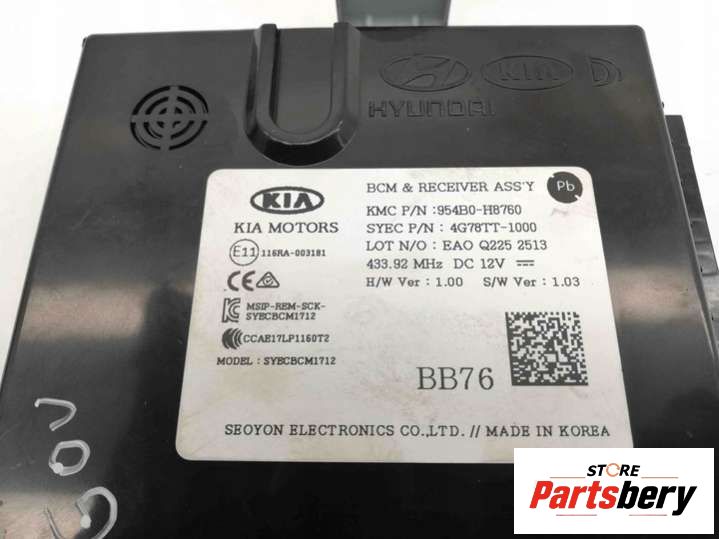 HYUNDAI KIA
KIA
KIA MOTORS
E11 116RA-003181
CE
MSIP-REM-SCK-
SYECBCM1712
CCAE17LP1160T2
MODEL : SYECBCM1712
BCM & RECEIVER ASS'Y Pb
KMC P/N :954B0-H8760
SYEC P/N : 4G78TT-1000
LOT N/O : EAO Q225 2513
433.92 MHz DC 12V
H/W Ver : 1.00 S/W Ver : 1.03
BB76
SEOYON ELECTRONICS CO.,LTD. // MADE IN KOREA
STORE
Partsbery